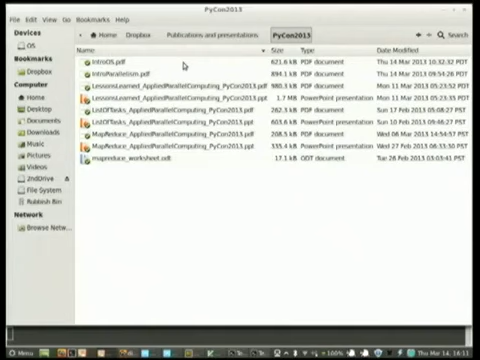 PyCon2013
File Edit View Go Bookmarks Help
Devices
OS
Bookmarks
Dropbox
Computer
Home
Desktop
Documents
Downloads
Music
Pictures
Videos
2ndDrive
File System
Rubbish Bin
Network
Browse Netw...
Home Dropbox Publications and presentations PyCon2013 Search
Name Size Type Date Modified
IntroOS.pdf 621.6 KB PDF document Thu 14 Mar 2013 10:32:32 PDT
IntroParallelism.pdf 894.1 KB PDF document Thu 14 Mar 2013 09:54:26 PDT
LessonsLearned_AppliedParallelComputing_PyCon2013.pdf 980.3 KB PDF document Mon 11 Mar 2013 05:23:52 PDT
LessonsLearned_AppliedParallelComputing_PyCon2013.ppt 1.7 MB PowerPoint presentation Mon 11 Mar 2013 05:23:35 PDT
ListOfTasks_AppliedParallelComputing_PyCon2013.pdf 282.3 KB PDF document Sun 17 Feb 2013 PST
ListOfTasks_AppliedParallelComputing_PyCon2013.ppt 603.6 KB PowerPoint presentation Sun 10 Feb 2013 09:46:27 PST
MapReduce_AppliedParallelComputing_PyCon2013.pdf 208.5 KB PDF document Wed 06 Mar 2013 14:54:57 PST
MapReduce_AppliedParallelComputing_PyCon2013.ppt 335.4 KB PowerPoint presentation Wed 27 Feb 2013 PST
mapreduce_worksheet.odt 17.1 KB ODT document Tue 26 Feb 2013 03:03:41 PST
Menu 100% Thu Mar 14, 16:11